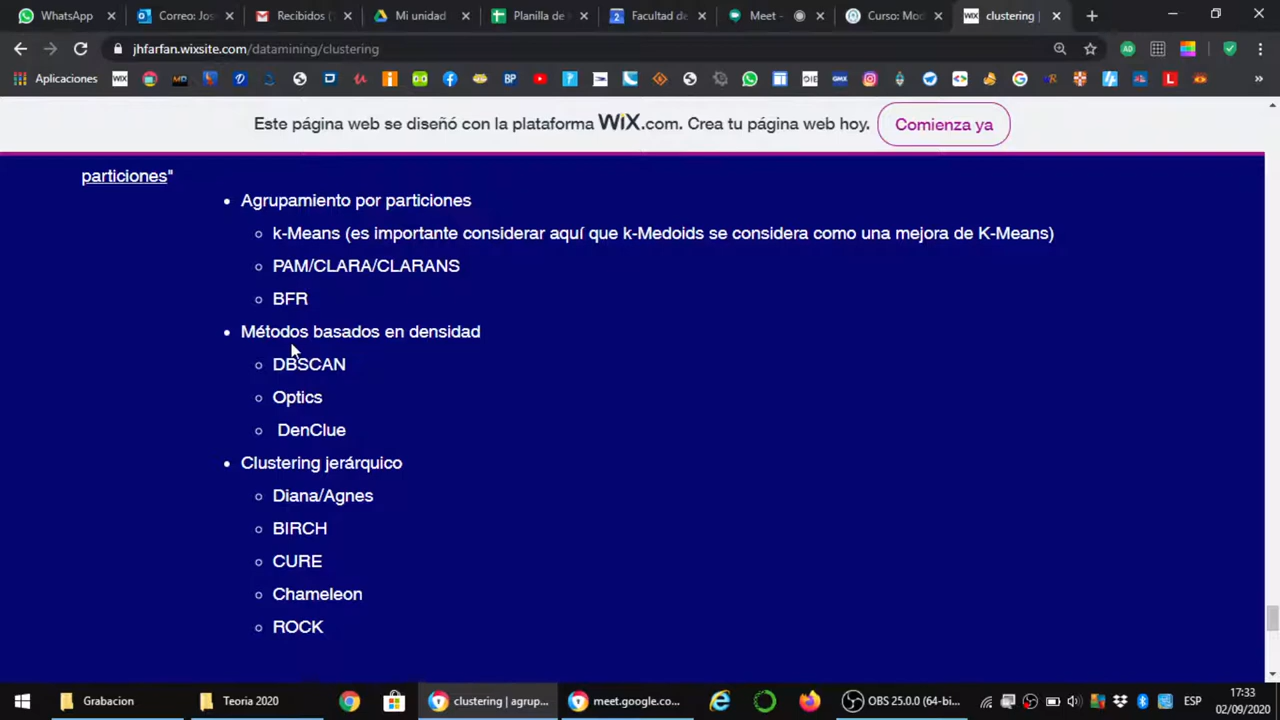 WhatsApp
Correo: Jos
Recibidos (
Mi unidad
Planilla de
Facultad de
Meet -
Curso: Mod
clustering |
jhfarfan.wixsite.com/datamining/clustering
Aplicaciones
Este página web se diseñó con la plataforma WiX.com. Crea tu página web hoy.
Comienza ya
particiones"
• Agrupamiento por particiones
◦ k-Means (es importante considerar aquí que k-Medoids se considera como una mejora de K-Means)
◦ PAM/CLARA/CLARANS
◦ BFR
• Métodos basados en densidad
◦ DBSCAN
◦ Optics
◦ DenClue
• Clustering jerárquico
◦ Diana/Agnes
◦ BIRCH
◦ CURE
◦ Chameleon
◦ ROCK
Grabacion
Teoria 2020
clustering | agrup...
meet.google.co...
OBS 25.0.0 (64-bi...
ESP
17:33
02/09/2020